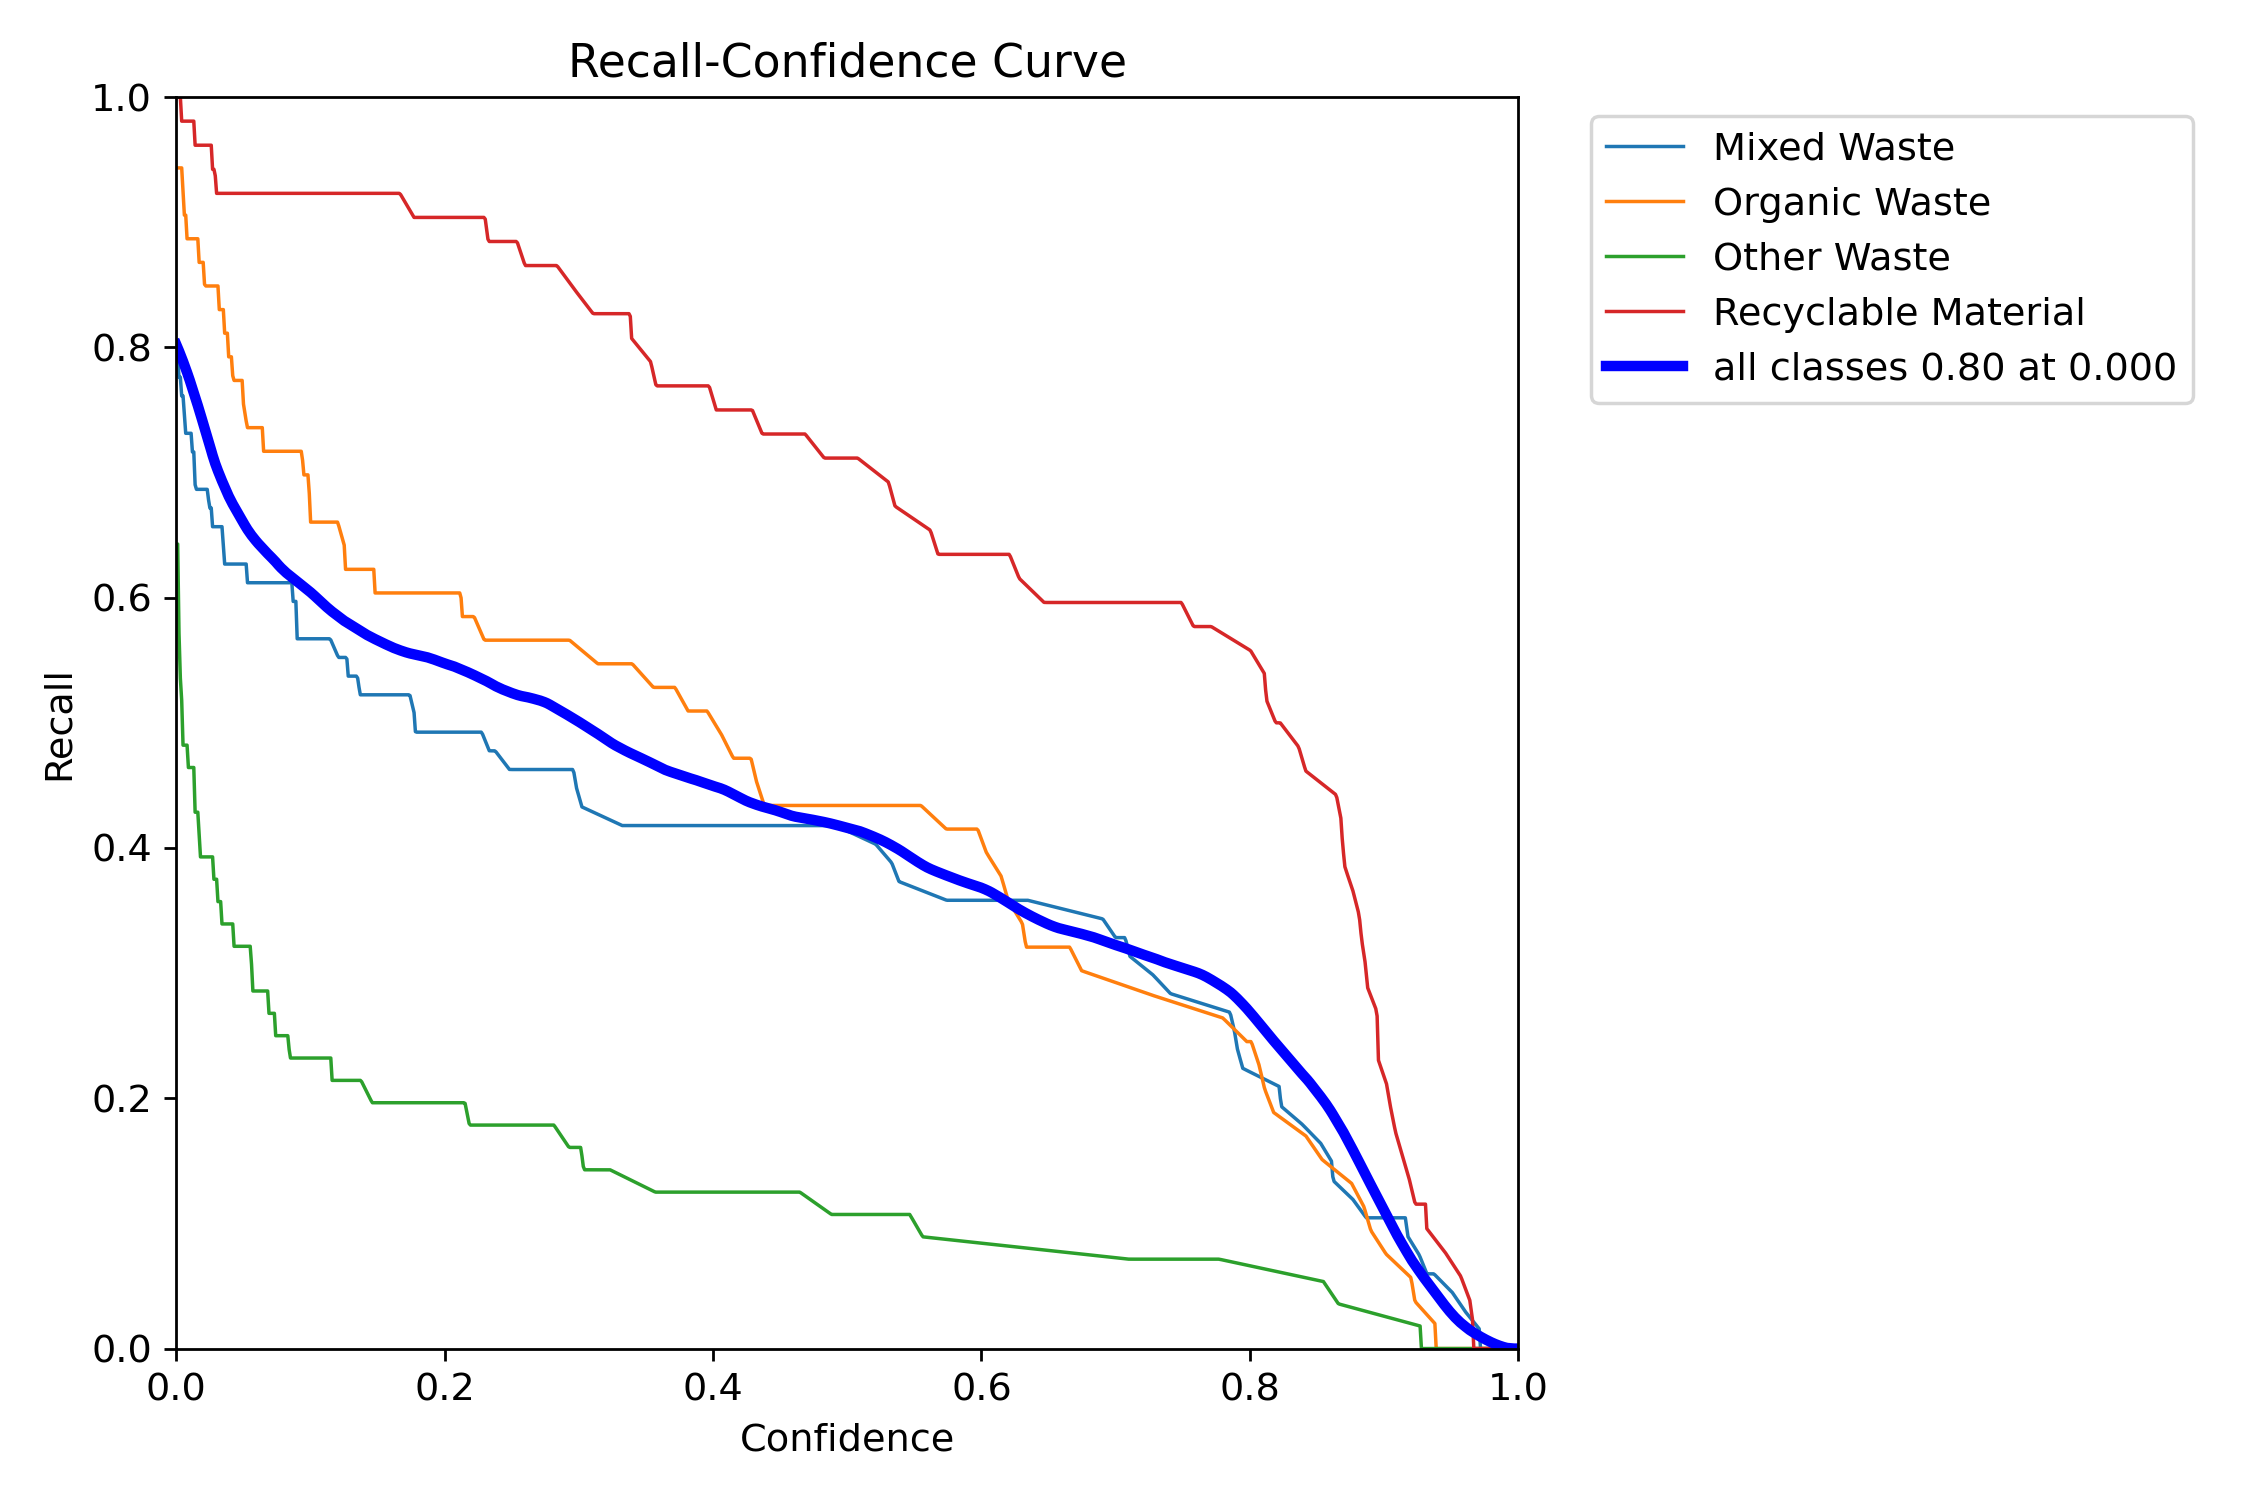 Recall-Confidence Curve
1.0
0.8
0.6
0.4
0.2
0.0
Recall
0.0 0.2 0.4 0.6 0.8 1.0
Confidence
Mixed Waste
Organic Waste
Other Waste
Recyclable Material
all classes 0.80 at 0.000